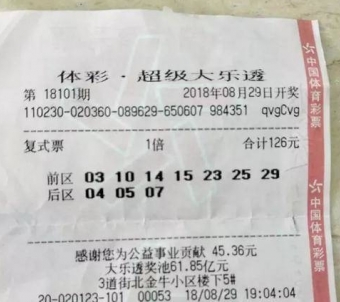 体彩·超级大乐透
第 18101期 2018年08月29日开奖
110230-020360-089629-650607 984351 qvgCvg
复式票 1倍 合计126元
前区 03 10 14 15 23 25 29
后区 04 05 07
感谢您为公益事业贡献 45.36元
大乐透奖池61.85亿元
3道街北金牛小区楼下5#
20-020123-101 00053 18/08/29 19:04:04
中国体育彩票
中国体育彩票